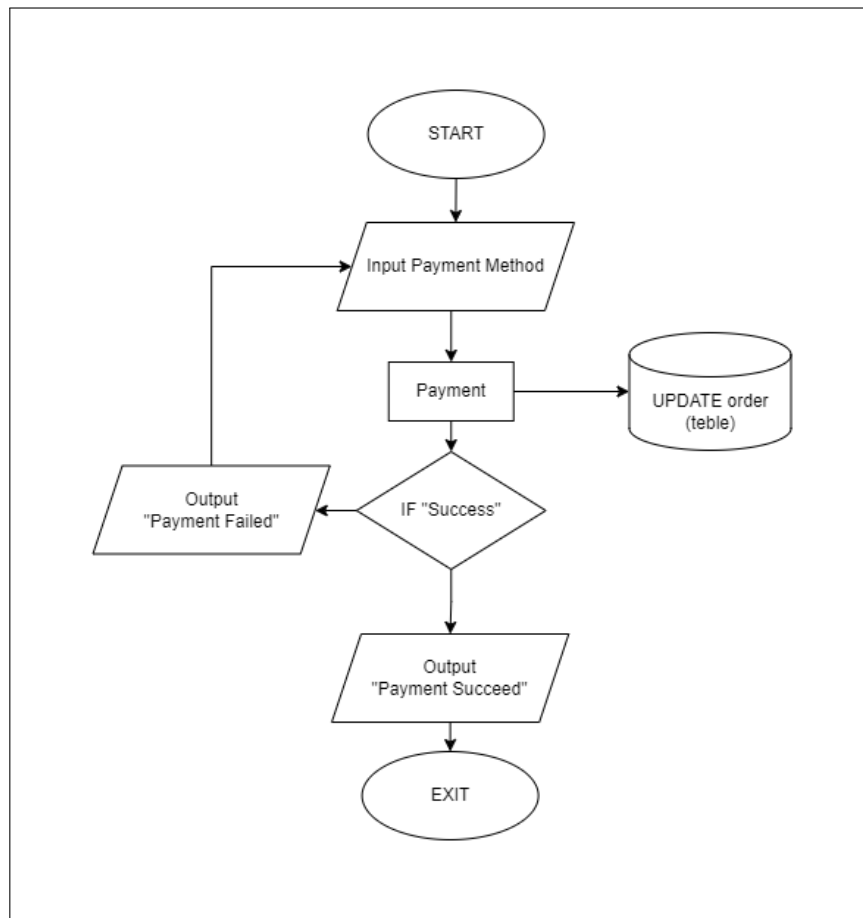 START
Input Payment Method
Payment
UPDATE order
(teble)
IF "Success"
Output
"Payment Failed"
Output
"Payment Succeed"
EXIT